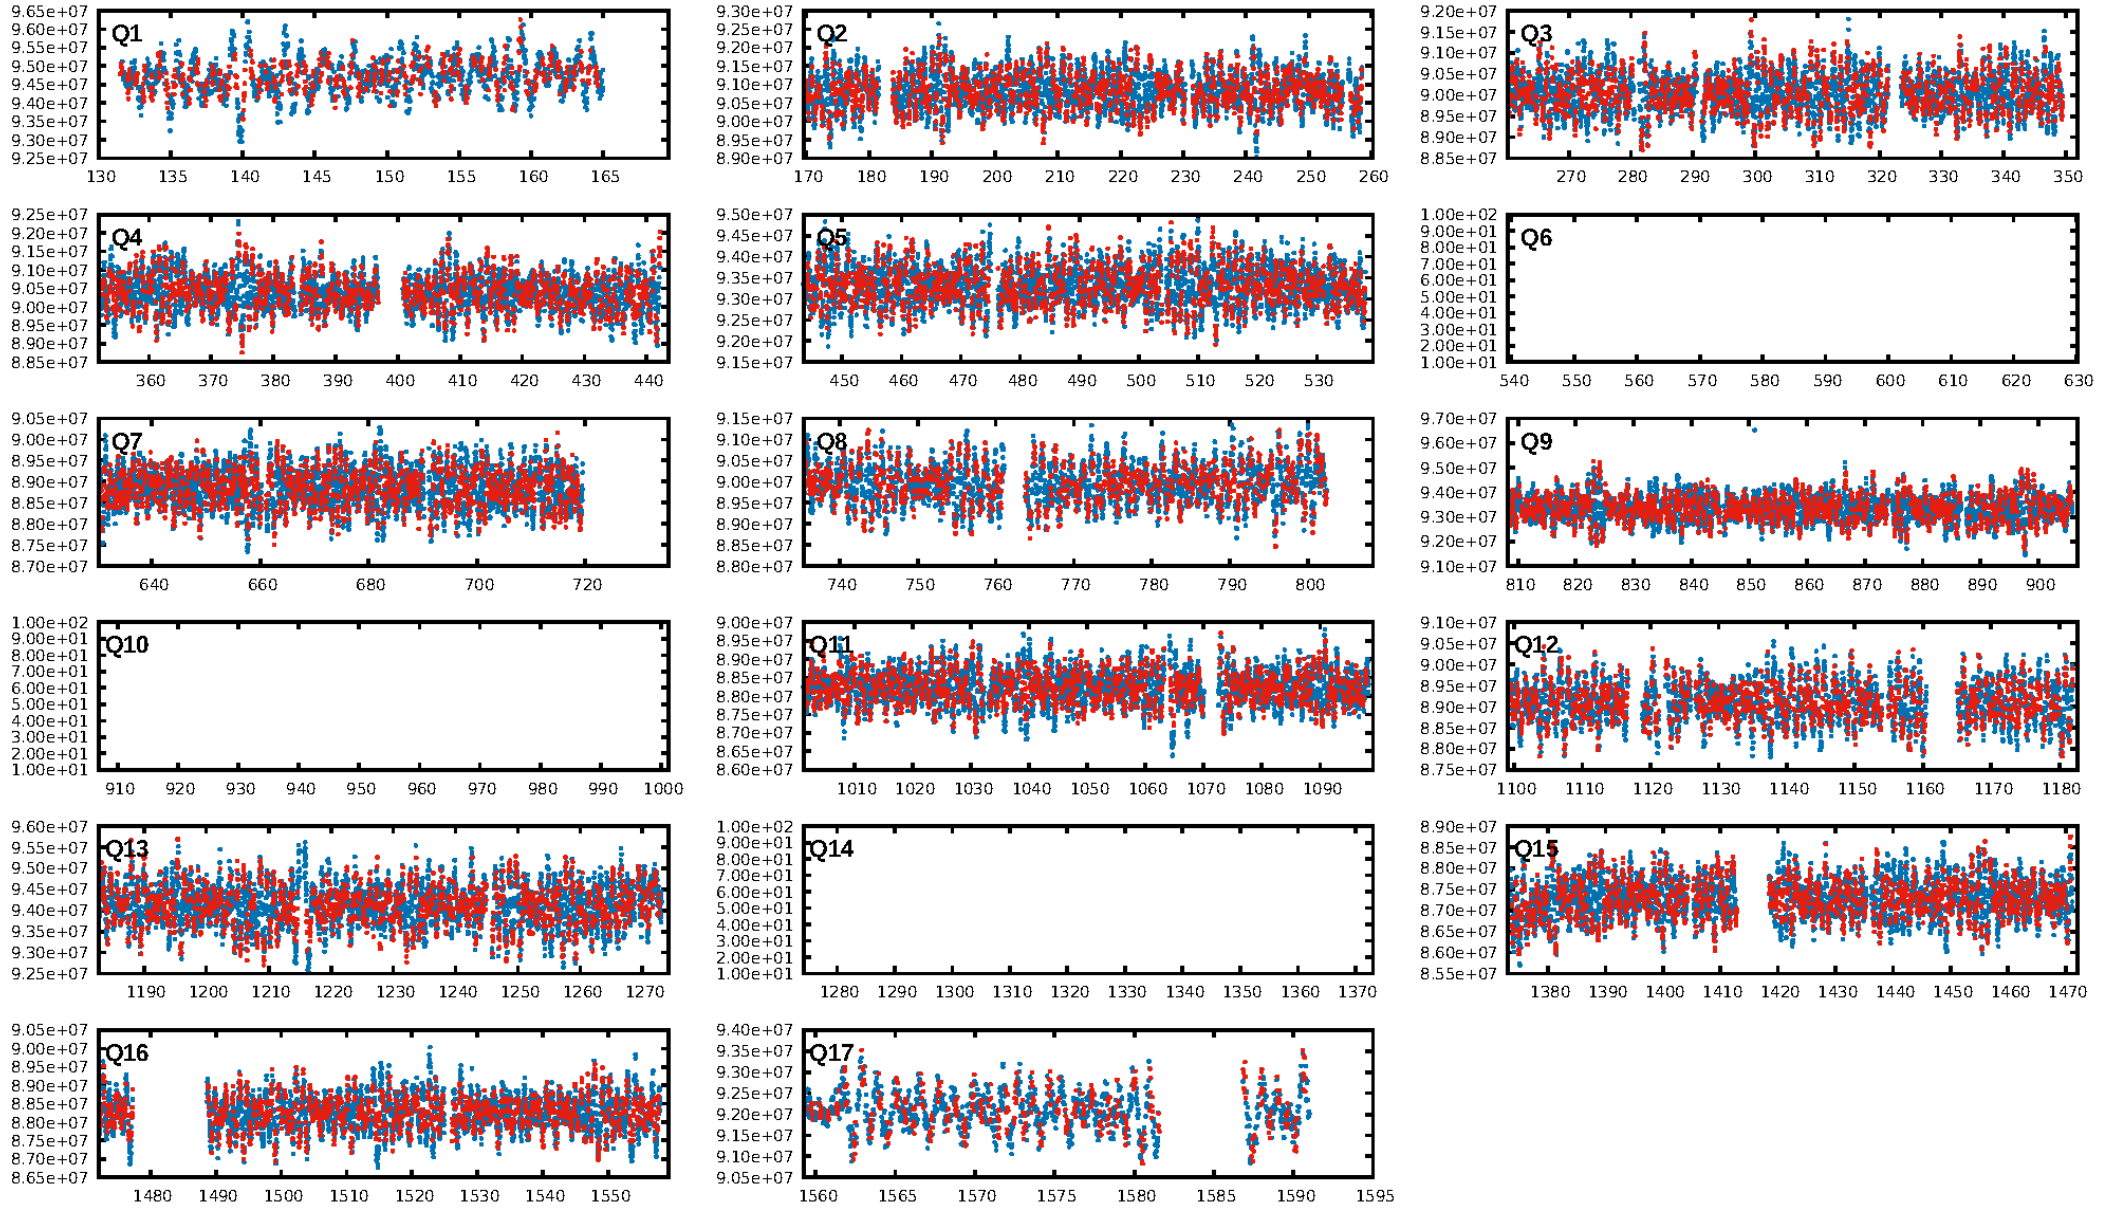 9.65e+07
9.60e+07
9.55e+07
9.50e+07
9.45e+07
9.40e+07
9.35e+07
9.30e+07
9.25e+07
Q1
130 135 140 145 150 155 160 165
9.30e+07
9.25e+07
9.20e+07
9.15e+07
9.10e+07
9.05e+07
9.00e+07
8.95e+07
8.90e+07
Q2
170 180 190 200 210 220 230 240 250 260
9.20e+07
9.15e+07
9.10e+07
9.05e+07
9.00e+07
8.95e+07
8.90e+07
8.85e+07
Q3
270 280 290 300 310 320 330 340 350
9.25e+07
9.20e+07
9.15e+07
9.10e+07
9.05e+07
9.00e+07
8.95e+07
8.90e+07
8.85e+07
Q4
360 370 380 390 400 410 420 430 440
9.50e+07
9.45e+07
9.40e+07
9.35e+07
9.30e+07
9.25e+07
9.20e+07
9.15e+07
Q5
450 460 470 480 490 500 510 520 530
1.00e+02
9.00e+01
8.00e+01
7.00e+01
6.00e+01
5.00e+01
4.00e+01
3.00e+01
2.00e+01
1.00e+01
Q6
540 550 560 570 580 590 600 610 620 630
9.05e+07
9.00e+07
8.95e+07
8.90e+07
8.85e+07
8.80e+07
8.75e+07
8.70e+07
Q7
640 660 680 700 720
9.15e+07
9.10e+07
9.05e+07
9.00e+07
8.95e+07
8.90e+07
8.85e+07
8.80e+07
Q8
740 750 760 770 780 790 800
9.70e+07
9.60e+07
9.50e+07
9.40e+07
9.30e+07
9.20e+07
9.10e+07
Q9
810 820 830 840 850 860 870 880 890 900
1.00e+02
9.00e+01
8.00e+01
7.00e+01
6.00e+01
5.00e+01
4.00e+01
3.00e+01
2.00e+01
1.00e+01
Q10
910 920 930 940 950 960 970 980 990 1000
9.00e+07
8.95e+07
8.90e+07
8.85e+07
8.80e+07
8.75e+07
8.70e+07
8.65e+07
8.60e+07
Q11
1010 1020 1030 1040 1050 1060 1070 1080 1090
9.10e+07
9.05e+07
9.00e+07
8.95e+07
8.90e+07
8.85e+07
8.80e+07
8.75e+07
Q12
1100 1110 1120 1130 1140 1150 1160 1170 1180
9.60e+07
9.55e+07
9.50e+07
9.45e+07
9.40e+07
9.35e+07
9.30e+07
9.25e+07
Q13
1190 1200 1210 1220 1230 1240 1250 1260 1270
1.00e+02
9.00e+01
8.00e+01
7.00e+01
6.00e+01
5.00e+01
4.00e+01
3.00e+01
2.00e+01
1.00e+01
Q14
1280 1290 1300 1310 1320 1330 1340 1350 1360 1370
8.90e+07
8.85e+07
8.80e+07
8.75e+07
8.70e+07
8.65e+07
8.60e+07
8.55e+07
Q15
1380 1390 1400 1410 1420 1430 1440 1450 1460 1470
9.05e+07
9.00e+07
8.95e+07
8.90e+07
8.85e+07
8.80e+07
8.75e+07
8.70e+07
8.65e+07
Q16
1480 1490 1500 1510 1520 1530 1540 1550
9.40e+07
9.35e+07
9.30e+07
9.25e+07
9.20e+07
9.15e+07
9.10e+07
9.05e+07
Q17
1560 1565 1570 1575 1580 1585 1590 1595